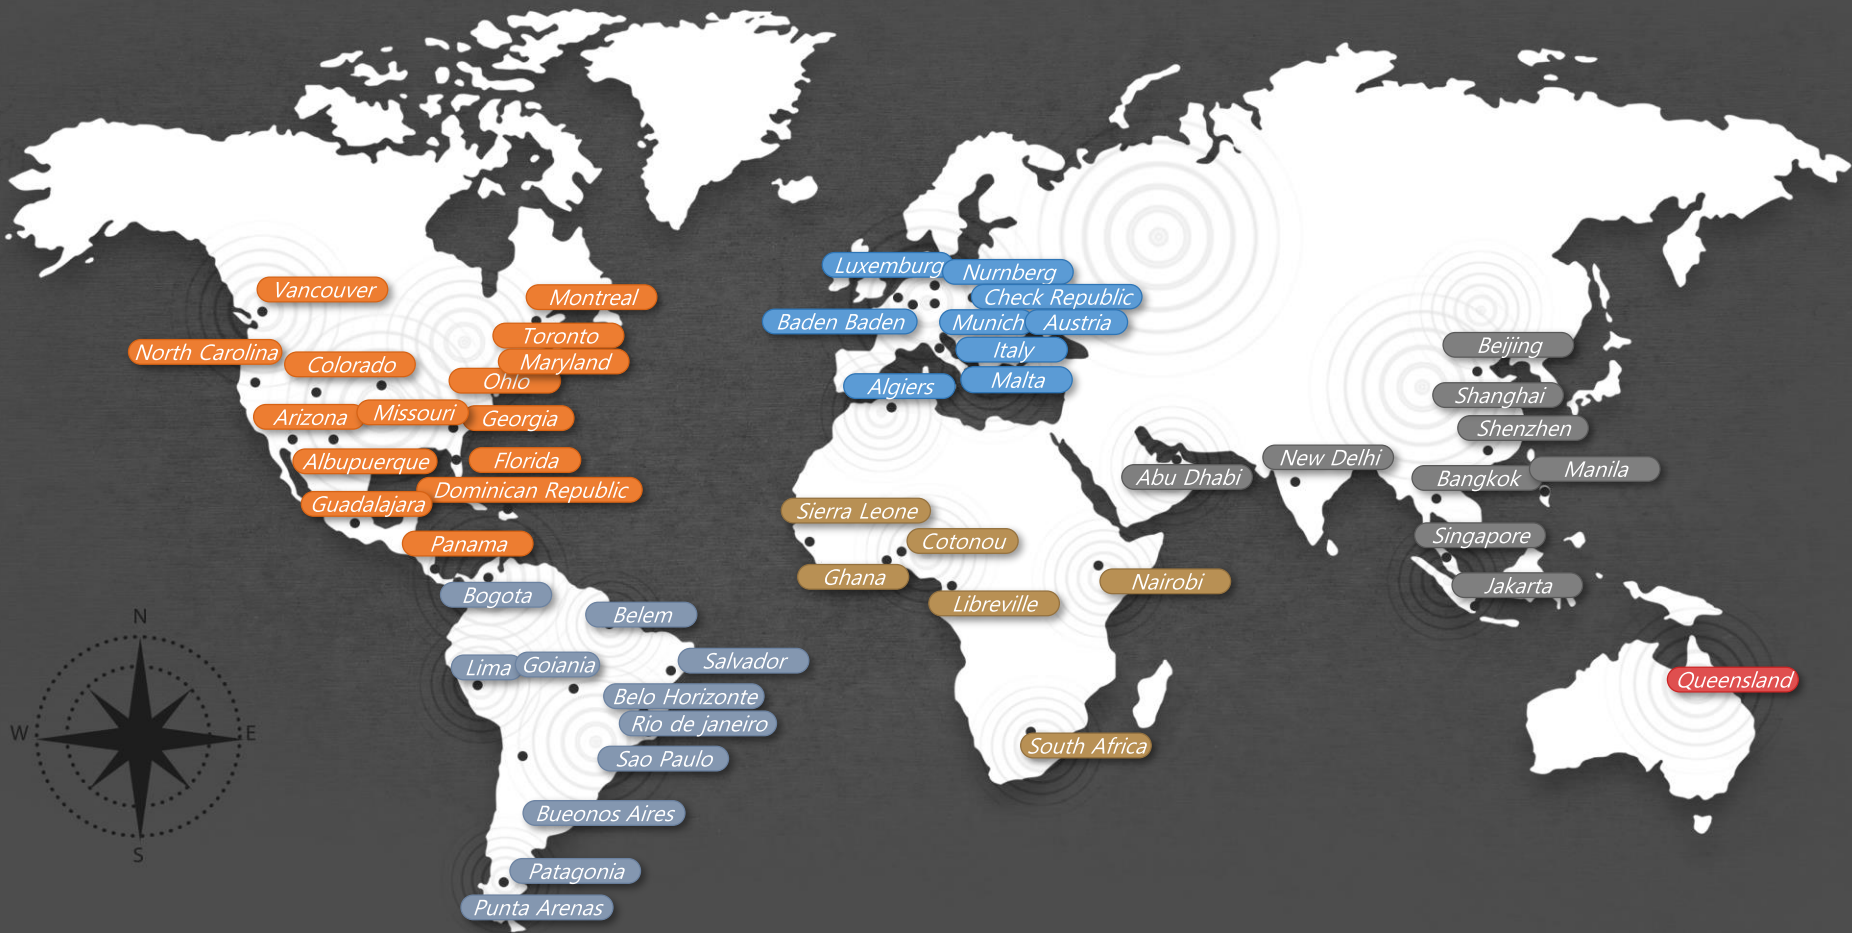 Vancouver
Montreal
Toronto
North Carolina
Colorado
Maryland
Ohio
Arizona
Missouri
Georgia
Albupuerque
Florida
Guadalajara
Dominican Republic
Panama
Luxemburg
Nurnberg
Check Republic
Baden Baden
Munich
Austria
Italy
Algiers
Malta
Beijing
Shanghai
Shenzhen
Abu Dhabi
New Delhi
Bangkok
Manila
Singapore
Jakarta
Sierra Leone
Cotonou
Ghana
Libreville
Nairobi
South Africa
Bogota
Belem
Lima
Goiania
Salvador
Belo Horizonte
Rio de janeiro
Sao Paulo
Bueonos Aires
Patagonia
Punta Arenas
Queensland
N
W
E
S